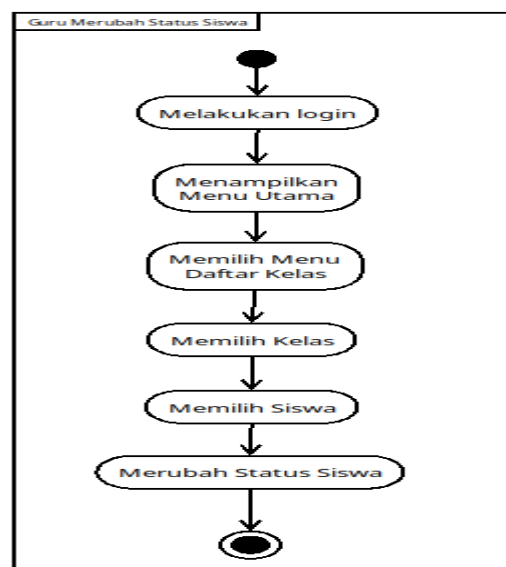 Guru Merubah Status Siswa
Melakukan login
Menampilkan
Menu Utama
Memilih Menu
Daftar Kelas
Memilih Kelas
Memilih Siswa
Merubah Status Siswa